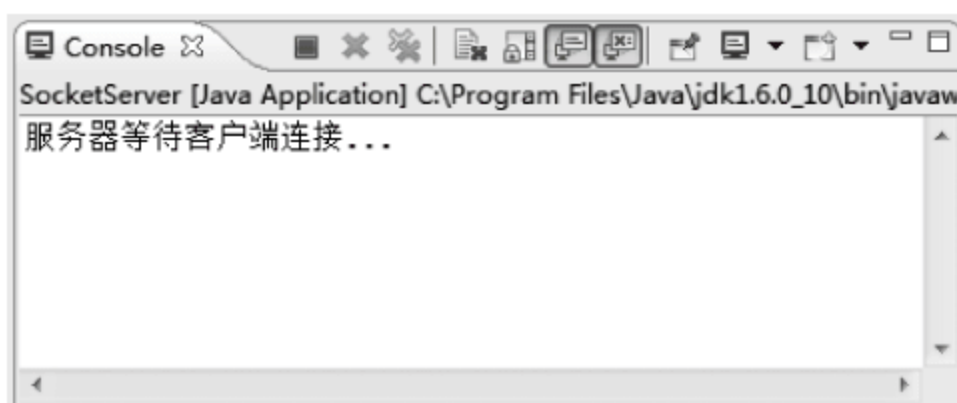 Console
SocketServer [Java Application] C:\Program Files\Java\jdk1.6.0_10\bin\javaw
服务器等待客户端连接...